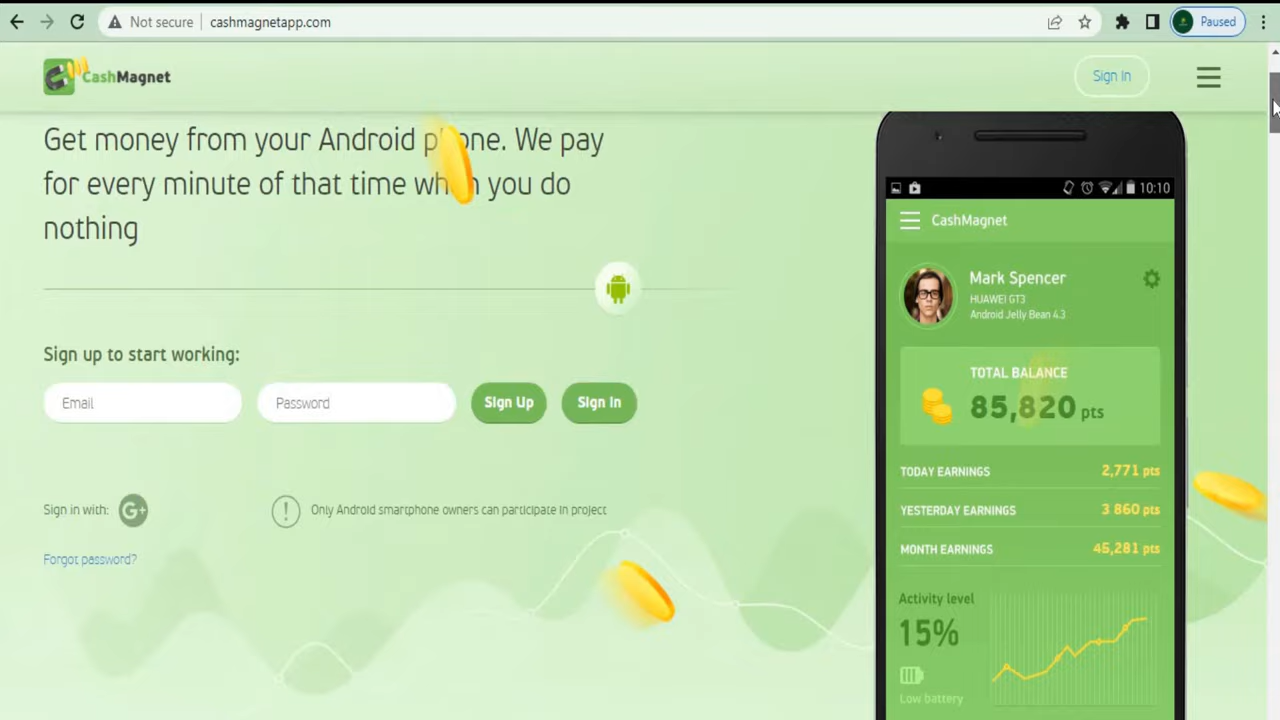 Not secure
cashmagnetapp.com
Paused
CashMagnet
Sign In
Get money from your Android phone. We pay
for every minute of that time when you do
nothing
Sign up to start working:
Email
Password
Sign Up
Sign In
Sign in with:
G+
!
Only Android smartphone owners can participate in project
Forgot password?
10:10
CashMagnet
Mark Spencer
HUAWEI GT3
Android Jelly Bean 4.3
TOTAL BALANCE
85,820 pts
TODAY EARNINGS 2,771 pts
YESTERDAY EARNINGS 3 860 pts
MONTH EARNINGS 45,281 pts
Activity level
15%
Low battery